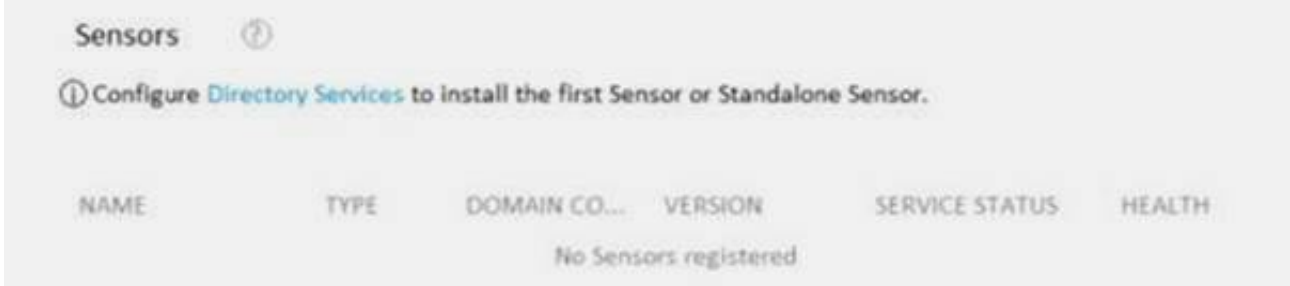 Sensors
Configure Directory Services to install the first Sensor or Standalone Sensor.
NAME TYPE DOMAIN CO... VERSION SERVICE STATUS HEALTH
No Sensors registered